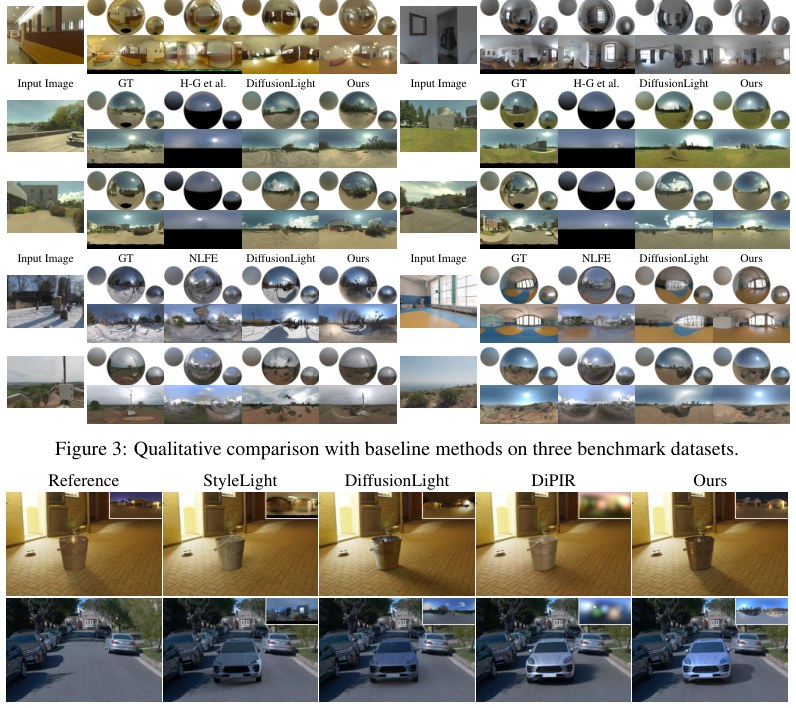 Input Image GT H-G et al. DiffusionLight Ours Input Image GT H-G et al. DiffusionLight Ours
Input Image GT NLFE DiffusionLight Ours Input Image GT NLFE DiffusionLight Ours
Figure 3: Qualitative comparison with baseline methods on three benchmark datasets.
Reference StyleLight DiffusionLight DiPIR Ours